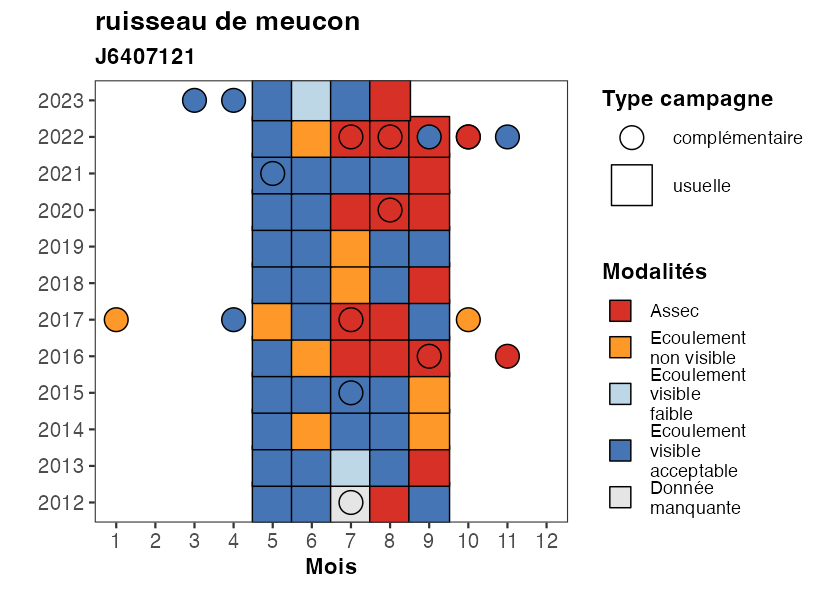 ruisseau de meucon
J6407121
2023
2022
2021
2020
2019
2018
2017
2016
2015
2014
2013
2012
1 2 3 4 5 6 7 8 9 10 11 12
Mois
Type campagne
complémentaire
usuelle
Modalités
Assec
Ecoulement
non visible
Ecoulement
visible
faible
Ecoulement
visible
acceptable
Donnée
manquante